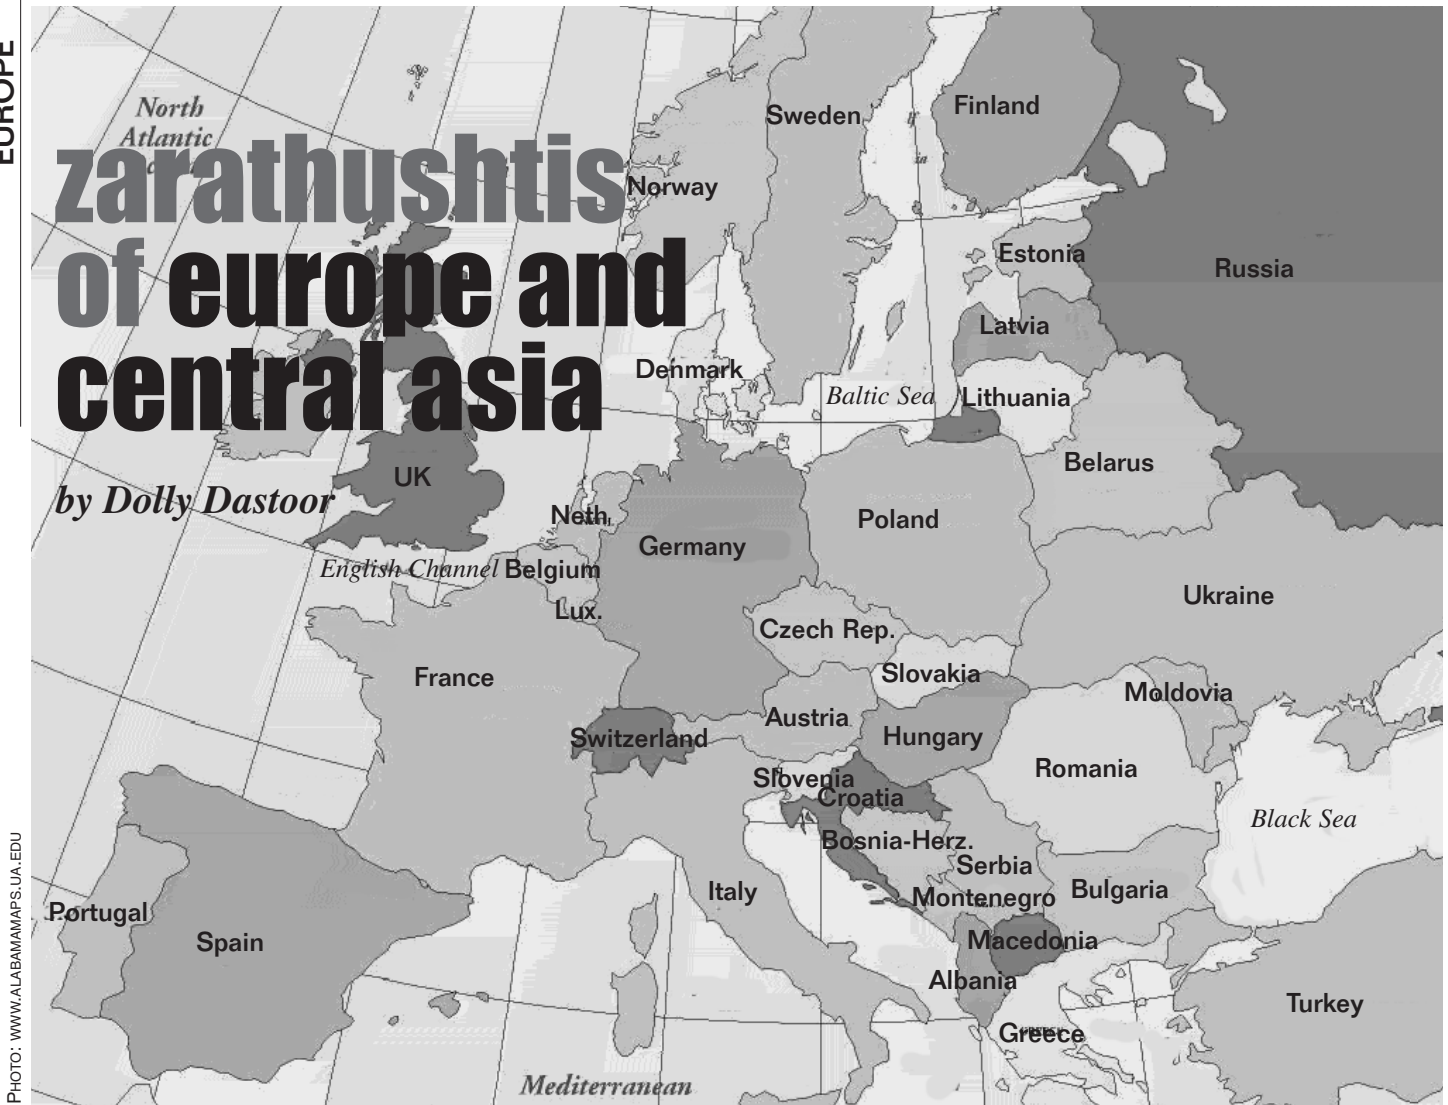 EUROPE
North
Atlantic
zarathushtis
of europe and
central asia
by Dolly Dastoor
Sweden
Finland
Norway
Estonia
Russia
Latvia
Denmark
Baltic Sea
Lithuania
UK
Belarus
Neth.
Poland
Germany
English Channel
Belgium
Lux.
Ukraine
Czech Rep.
France
Slovakia
Moldovia
Austria
Switzerland
Hungary
Romania
Slovenia
Croatia
Black Sea
Bosnia-Herz.
Serbia
Italy
Montenegro
Bulgaria
Portugal
Spain
Macedonia
Albania
Turkey
Greece
Mediterranean
PHOTO: WWW.ALABAMAMAPS.UA.EDU